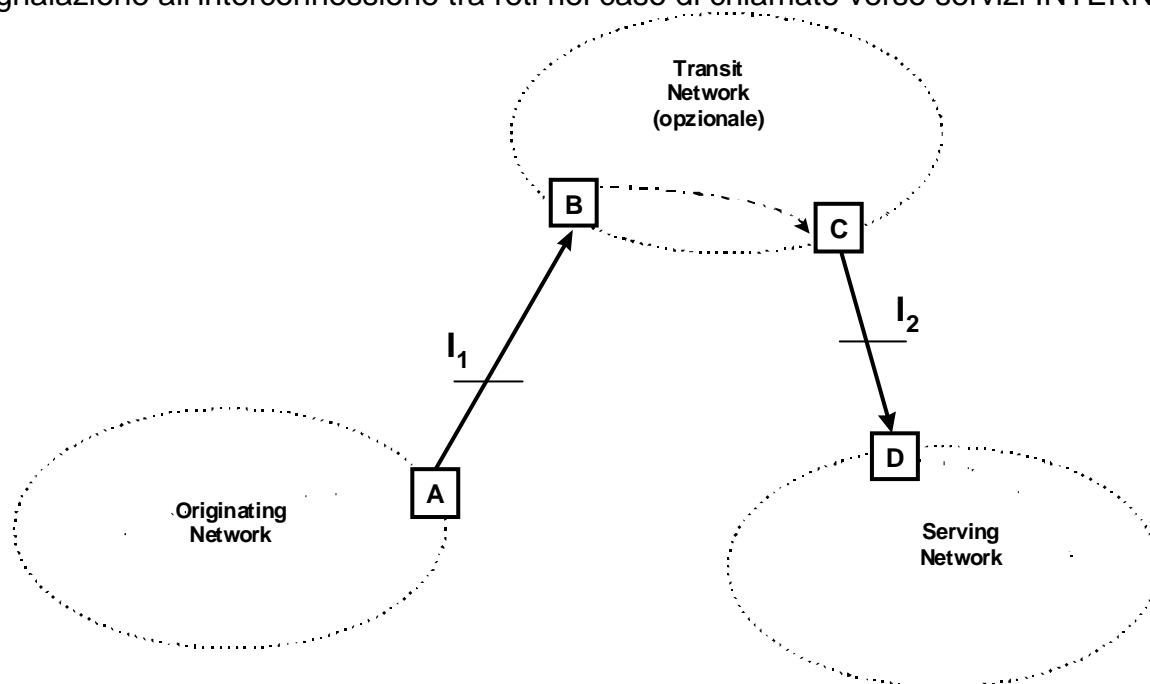 segnalazione all'interconnessione tra reti nel caso di chiamate verso servizi INTERN
Transit
Network
(opzionale)
B
C
I2
I1
D
A
Originating
Network
Serving
Network